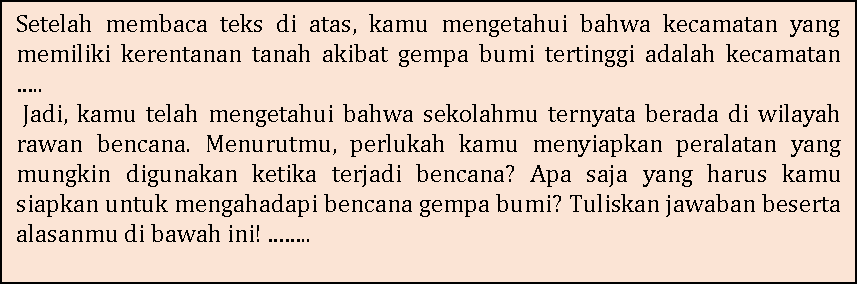 Setelah membaca teks di atas, kamu mengetahui bahwa kecamatan yang
memiliki kerentanan tanah akibat gempa bumi tertinggi adalah kecamatan
.....
Jadi, kamu telah mengetahui bahwa sekolahmu ternyata berada di wilayah
rawan bencana. Menurutmu, perlukah kamu menyiapkan peralatan yang
mungkin digunakan ketika terjadi bencana? Apa saja yang harus kamu
siapkan untuk mengahadapi bencana gempa bumi? Tuliskan jawaban beserta
alasanmu di bawah ini! ........